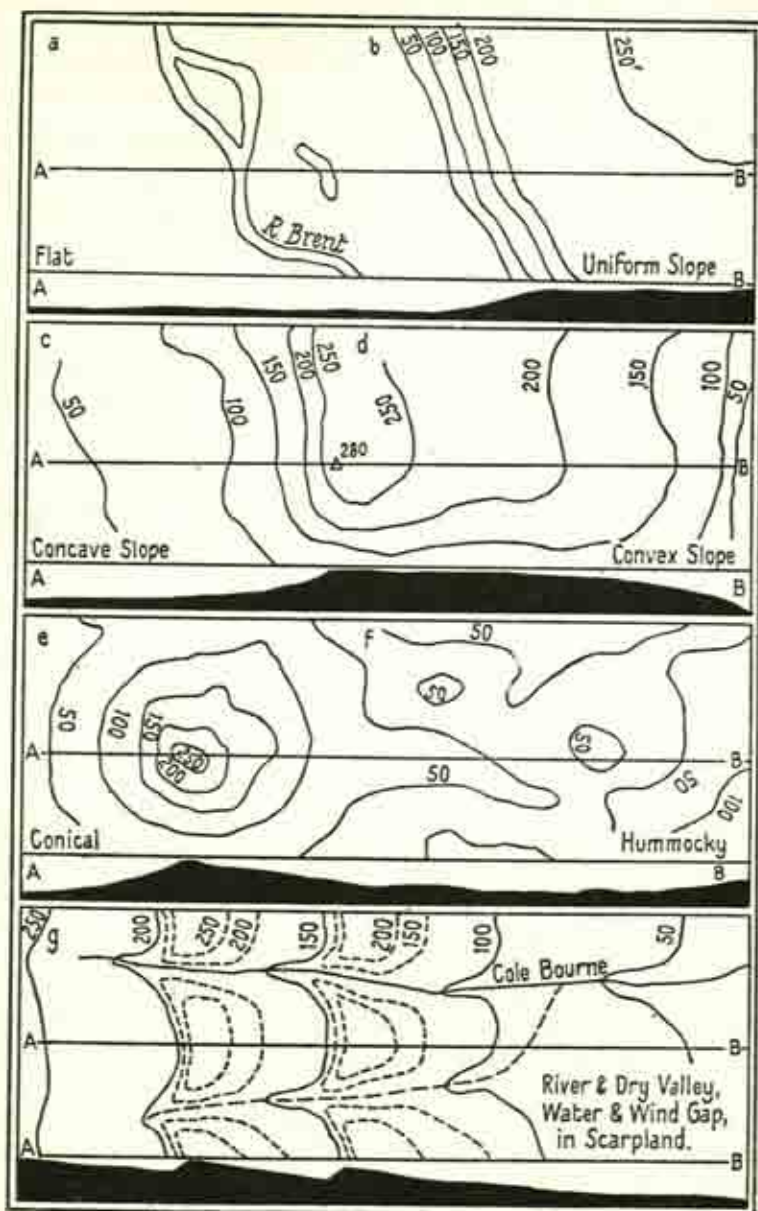 a
b
50
100
150
200
250'
A
B
R Brent
Flat
Uniform Slope
A
B
c
d
50
100
150
200
250
250
200
150
100
50
A
280
B
Concave Slope
Convex Slope
A
B
e
f
50
50
100
150
250
200
50
50
50
50
100
A
B
Conical
Hummocky
A
B
250
g
200
250
200
150
200
150
100
50
Cole Bourne
A
B
River & Dry Valley,
Water & Wind Gap,
in Scarpland.
A
B